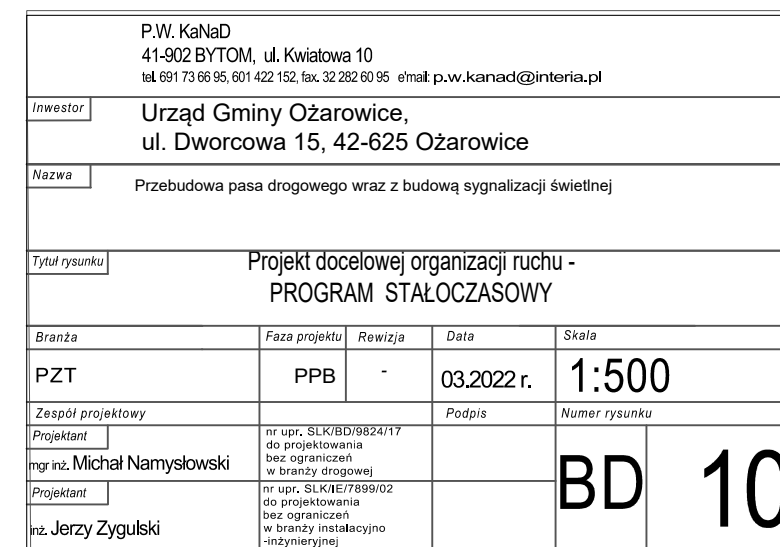 P.W. KaNaD
41-902 BYTOM, ul. Kwiatowa 10
tel. 691 73 66 95, 601 422 152, fax. 32 282 60 95 e'mail: p.w.kanad@interia.pl
Inwestor
Urząd Gminy Ożarowice,
ul. Dworcowa 15, 42-625 Ożarowice
Nazwa
Przebudowa pasa drogowego wraz z budową sygnalizacji świetlnej
Tytuł rysunku
Projekt docelowej organizacji ruchu -
PROGRAM STAŁOCZASOWY
Branża Faza projektu Rewizja Data Skala
PZT PPB - 03.2022 r. 1:500
Zespół projektowy Podpis Numer rysunku
Projektant
mgr inż. Michał Namysłowski
nr upr. SLK/BD/9824/17
do projektowania
bez ograniczeń
w branży drogowej
BD 10
Projektant
inż. Jerzy Zygulski
nr upr. SLK/IE/7899/02
do projektowania
bez ograniczeń
w branży instalacyjno
-inżynieryjnej